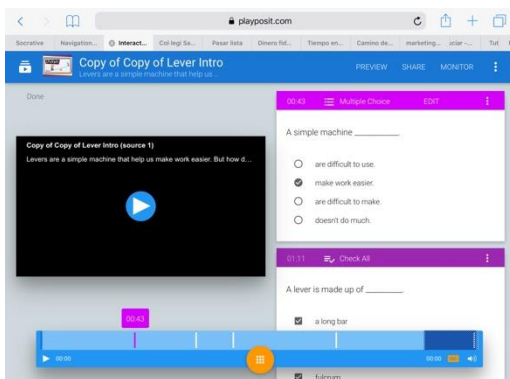 playposit.com
Socrative
Navigation...
Interact...
Col·legi Sa...
Pasar lista
Dinero fid...
Tiempo en...
Camino de...
marketing...
Tut
Copy of Copy of Lever Intro
Levers are a simple machine that help us ...
PREVIEW
SHARE
MONITOR
Done
Copy of Copy of Lever Intro (source 1)
Levers are a simple machine that help us make work easier. But how d...
00:43
Multiple Choice
EDIT
A simple machine __________.
are difficult to use.
make work easier.
are difficult to make.
doesn't do much.
01:11
Check All
A lever is made up of ________
a long bar
fulcrum
00:43
00:00
00:00